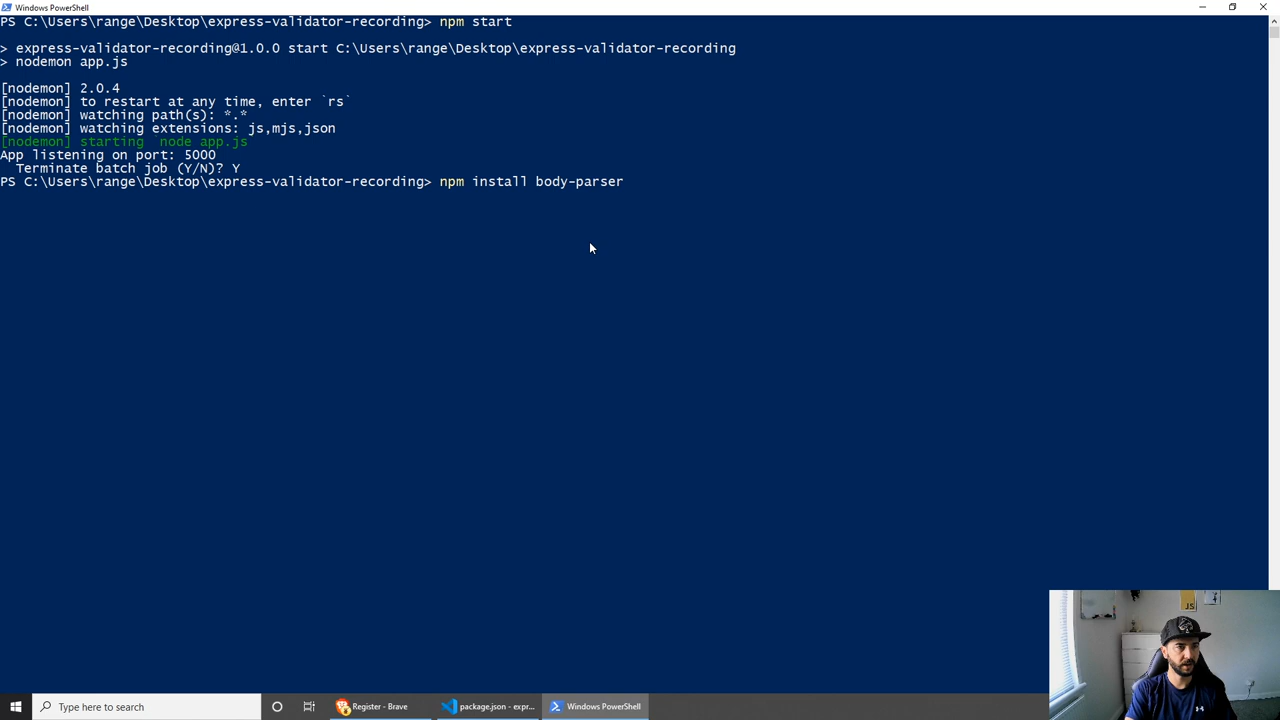 Windows PowerShell
PS C:\Users\range\Desktop\express-validator-recording> npm start
> express-validator-recording@1.0.0 start C:\Users\range\Desktop\express-validator-recording
> nodemon app.js
[nodemon] 2.0.4
[nodemon] to restart at any time, enter `rs`
[nodemon] watching path(s): *.*
[nodemon] watching extensions: js,mjs,json
[nodemon] starting  node app.js
App listening on port: 5000
Terminate batch job (Y/N)? Y
PS C:\Users\range\Desktop\express-validator-recording> npm install body-parser
JS
Type here to search
Register - Brave
package.json - expr...
Windows PowerShell